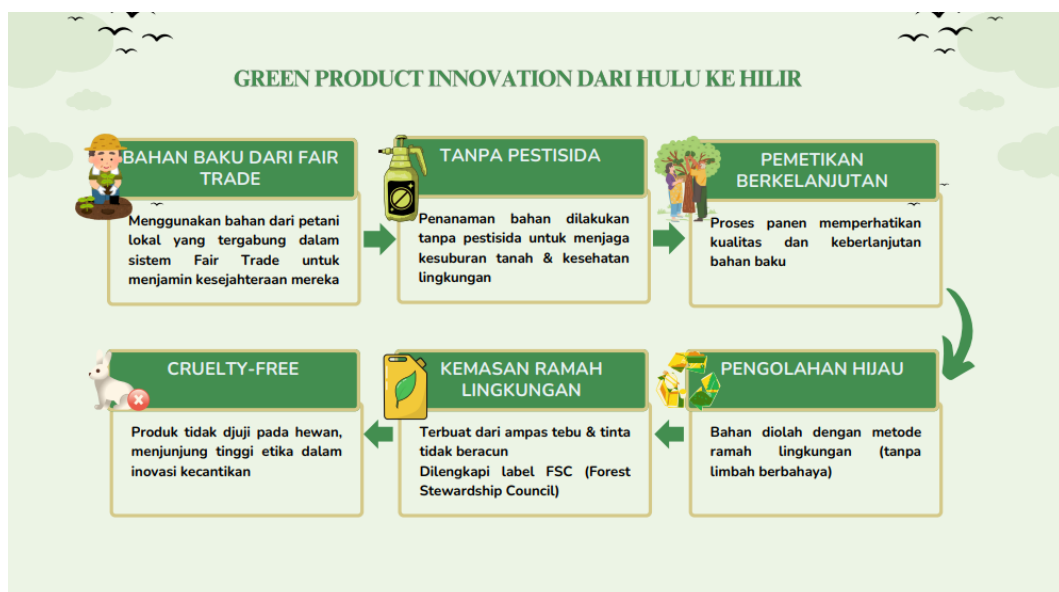 GREEN PRODUCT INNOVATION DARI HULU KE HILIR
BAHAN BAKU DARI FAIR
TRADE
Menggunakan bahan dari petani
lokal yang tergabung dalam
sistem Fair Trade untuk
menjamin kesejahteraan mereka
TANPA PESTISIDA
Penanaman bahan dilakukan
tanpa pestisida untuk menjaga
kesuburan tanah & kesehatan
lingkungan
PEMETIKAN
BERKELANJUTAN
Proses panen memperhatikan
kualitas dan keberlanjutan
bahan baku
PENGOLAHAN HIJAU
Bahan diolah dengan metode
ramah lingkungan (tanpa
limbah berbahaya)
KEMASAN RAMAH
LINGKUNGAN
Terbuat dari ampas tebu & tinta
tidak beracun
Dilengkapi label FSC (Forest
Stewardship Council)
CRUELTY-FREE
Produk tidak djuji pada hewan,
menjunjung tinggi etika dalam
inovasi kecantikan